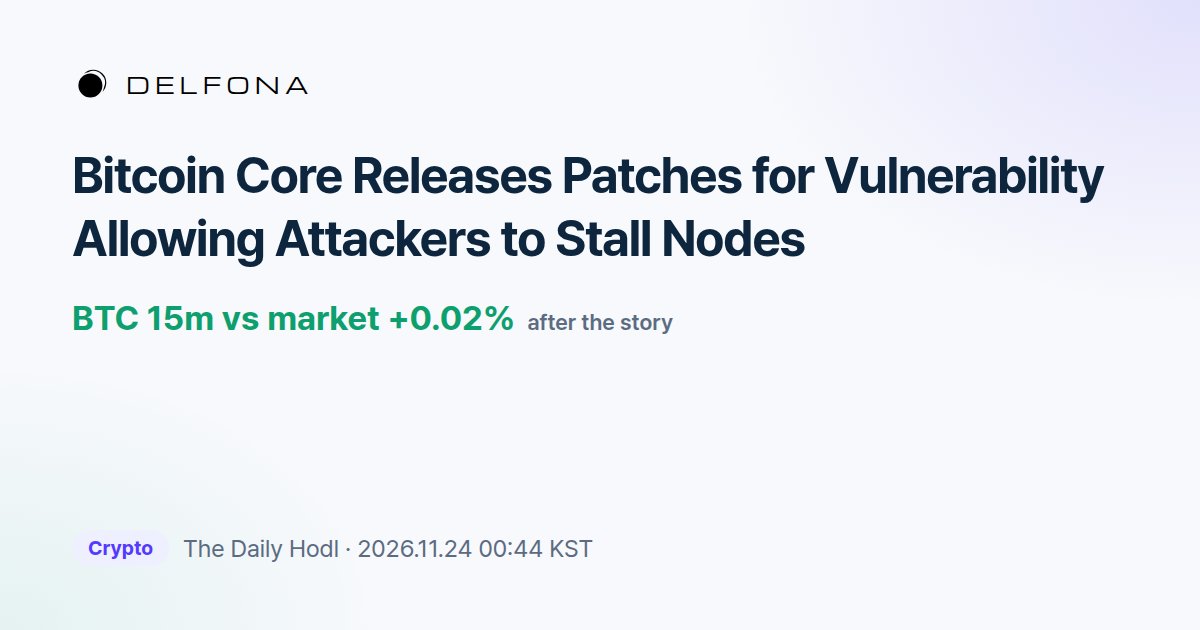 DELFONA
Bitcoin Core Releases Patches for Vulnerability
Allowing Attackers to Stall Nodes
BTC 15m vs market +0.02% after the story
Crypto The Daily Hodl · 2026.11.24 00:44 KST